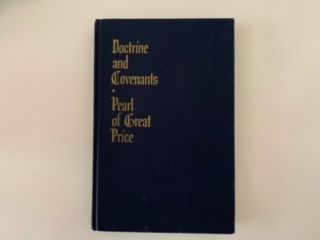 Doctrine
and
Covenants
Pearl
of Great
Price